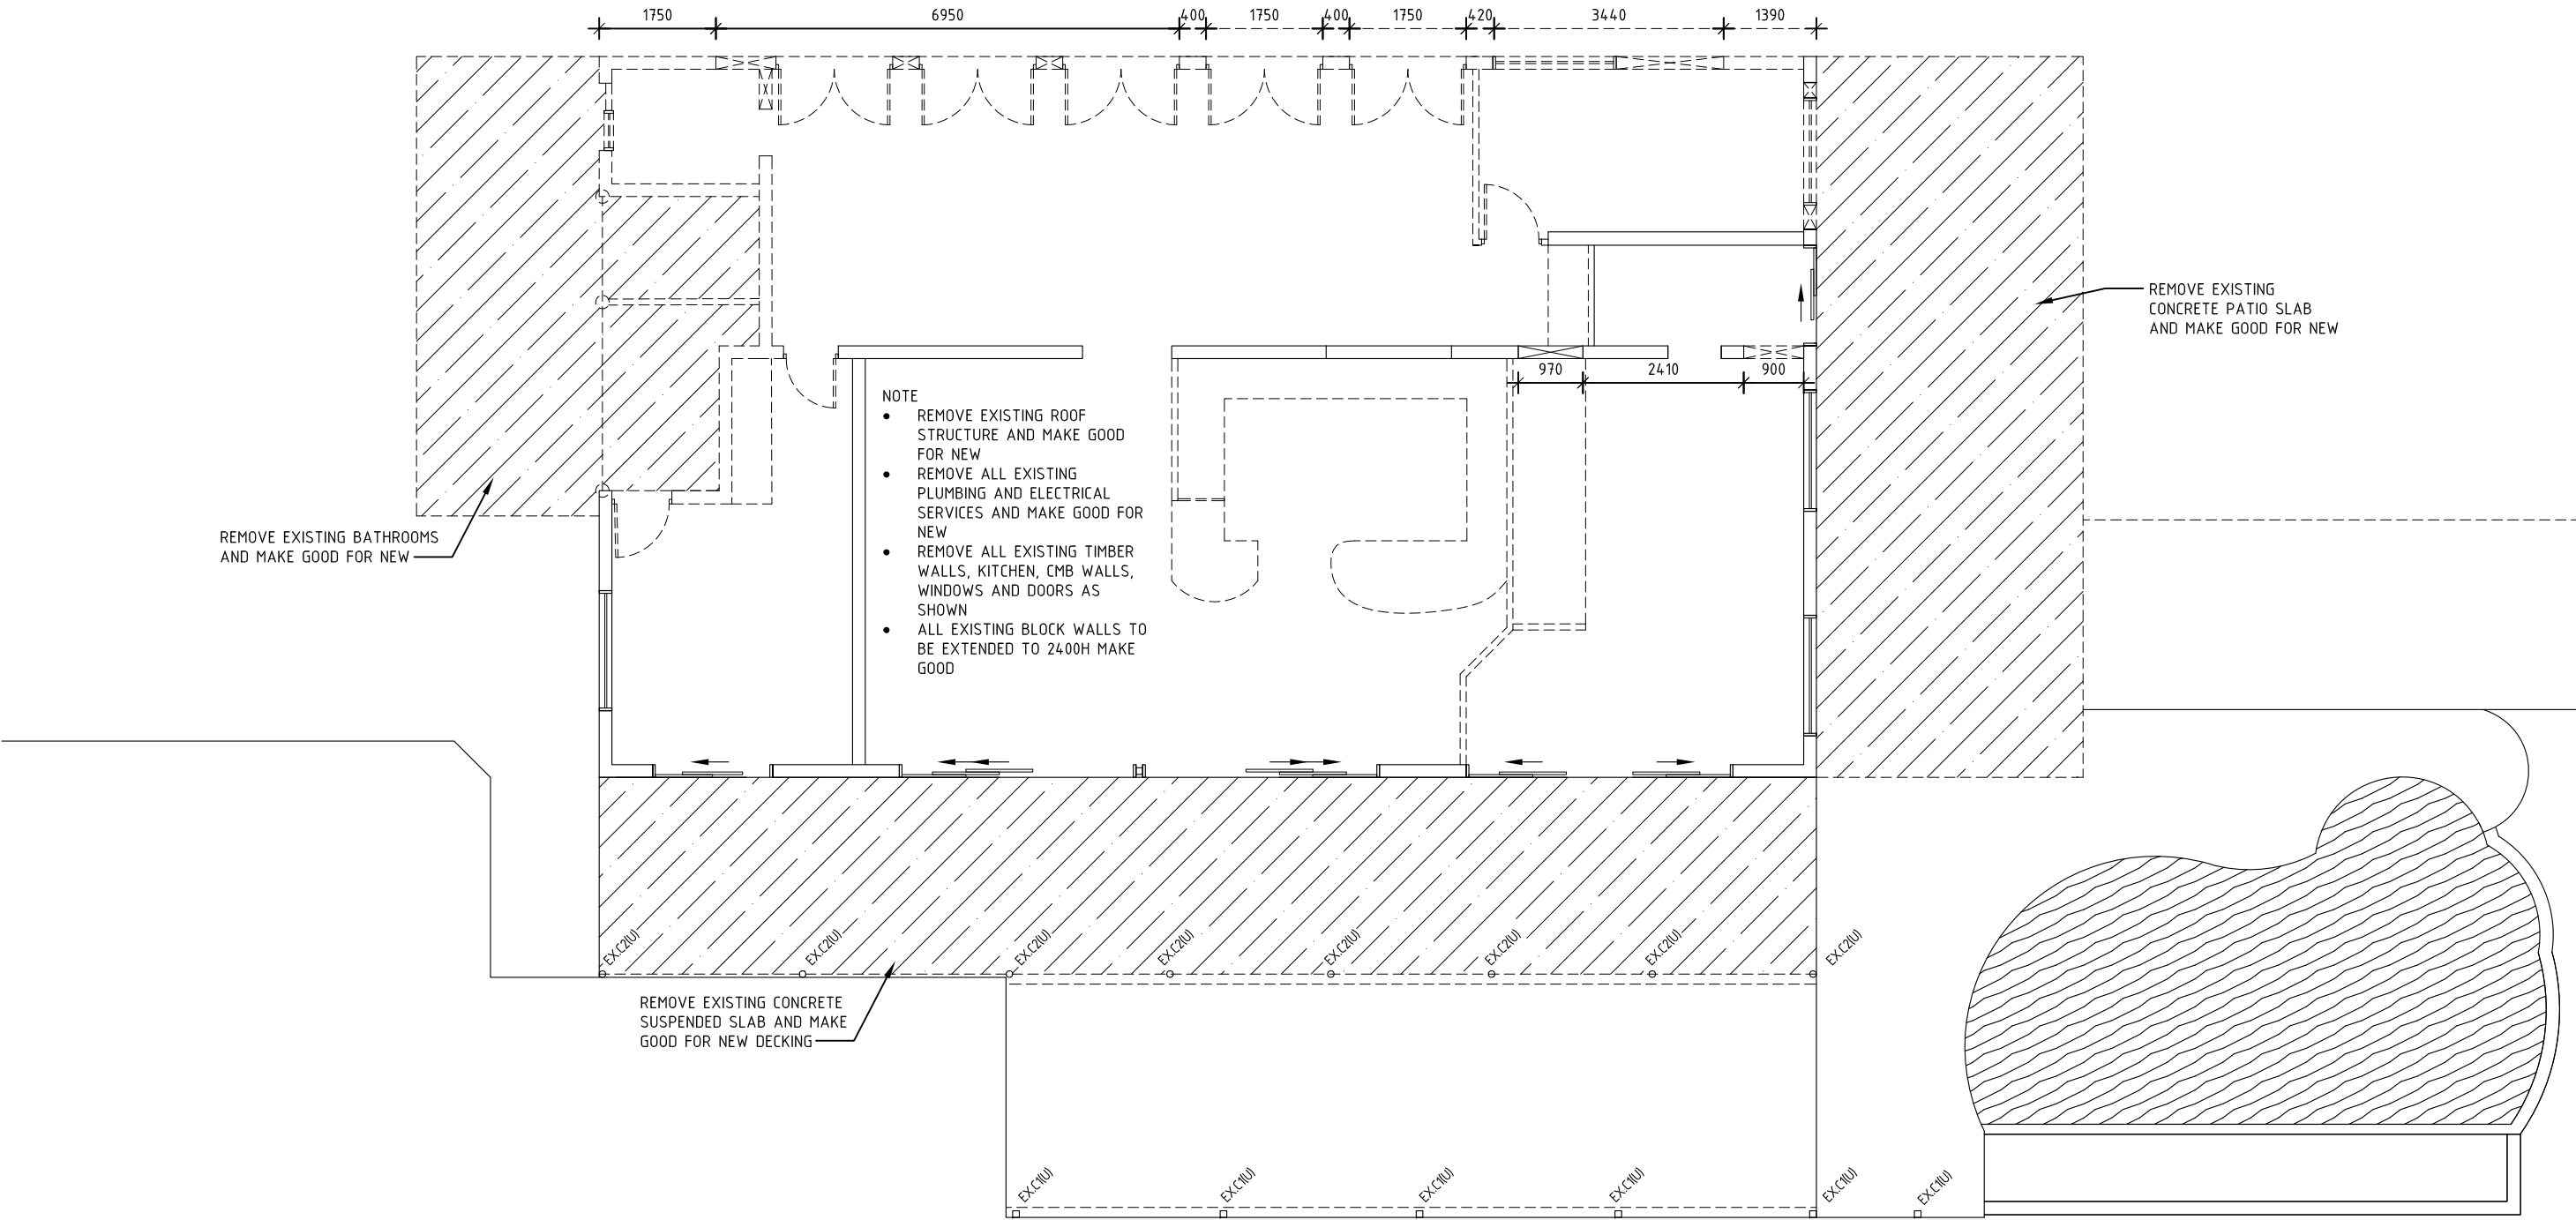 1750
6950
400
1750
400
1750
420
3440
1390
REMOVE EXISTING
CONCRETE PATIO SLAB
AND MAKE GOOD FOR NEW
970
2410
900
NOTE
• REMOVE EXISTING ROOF
STRUCTURE AND MAKE GOOD
FOR NEW
• REMOVE ALL EXISTING
PLUMBING AND ELECTRICAL
SERVICES AND MAKE GOOD FOR
NEW
• REMOVE ALL EXISTING TIMBER
WALLS, KITCHEN, CMB WALLS,
WINDOWS AND DOORS AS
SHOWN
• ALL EXISTING BLOCK WALLS TO
BE EXTENDED TO 2400H MAKE
GOOD
REMOVE EXISTING BATHROOMS
AND MAKE GOOD FOR NEW
EX.C2(U)
EX.C2(U)
EX.C2(U)
EX.C2(U)
EX.C2(U)
EX.C2(U)
EX.C2(U)
EX.C2(U)
REMOVE EXISTING CONCRETE
SUSPENDED SLAB AND MAKE
GOOD FOR NEW DECKING
EX.C1(U)
EX.C1(U)
EX.C1(U)
EX.C1(U)
EX.C1(U)
EX.C1(U)